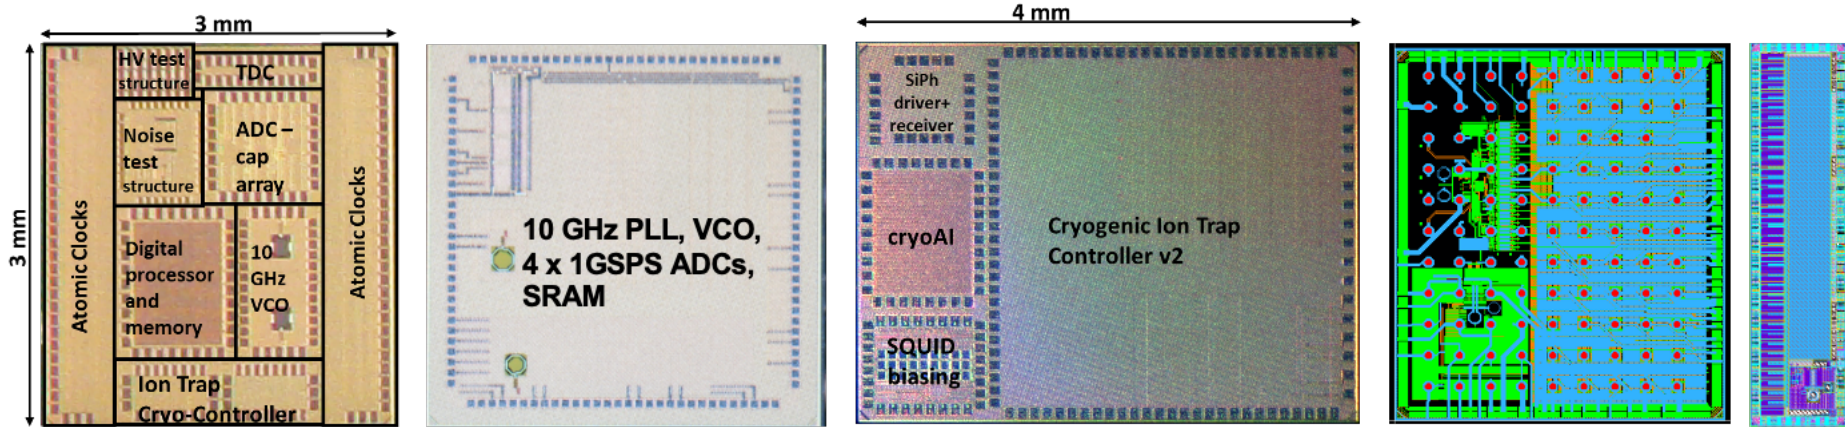 3 mm
3 mm
HV test
structure
TDC
Noise
test
structure
ADC –
cap
array
Atomic Clocks
Atomic Clocks
Digital
processor
and
memory
10
GHz
VCO
Ion Trap
Cryo-Controller
10 GHz PLL, VCO,
4 x 1GSPS ADCs,
SRAM
4 mm
SiPh
driver+
receiver
cryoAI
SQUID
biasing
Cryogenic Ion Trap
Controller v2